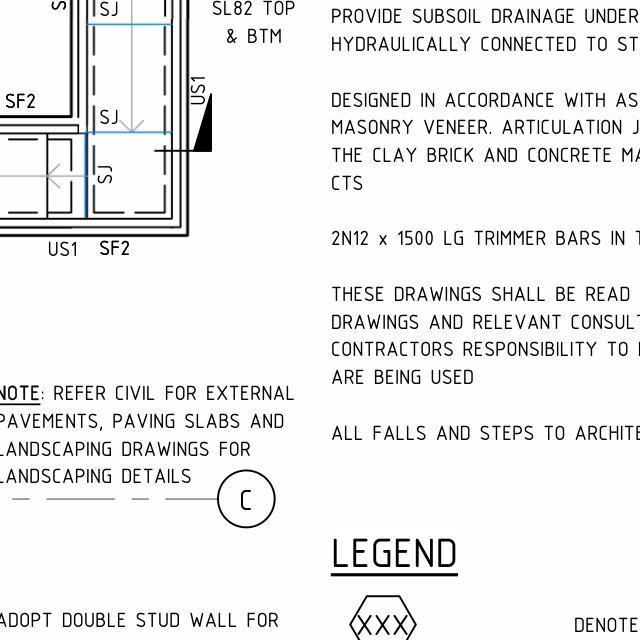 SJ
SL82 TOP
& BTM
US1
SF2
SJ
SJ
US1 SF2
NOTE: REFER CIVIL FOR EXTERNAL
PAVEMENTS, PAVING SLABS AND
LANDSCAPING DRAWINGS FOR
LANDSCAPING DETAILS
C
ADOPT DOUBLE STUD WALL FOR
PROVIDE SUBSOIL DRAINAGE UNDER
HYDRAULICALLY CONNECTED TO ST
DESIGNED IN ACCORDANCE WITH AS
MASONRY VENEER. ARTICULATION J
THE CLAY BRICK AND CONCRETE MA
CTS
2N12 x 1500 LG TRIMMER BARS IN T
THESE DRAWINGS SHALL BE READ
DRAWINGS AND RELEVANT CONSULT
CONTRACTORS RESPONSIBILITY TO
ARE BEING USED
ALL FALLS AND STEPS TO ARCHITE
LEGEND
XXX DENOTE